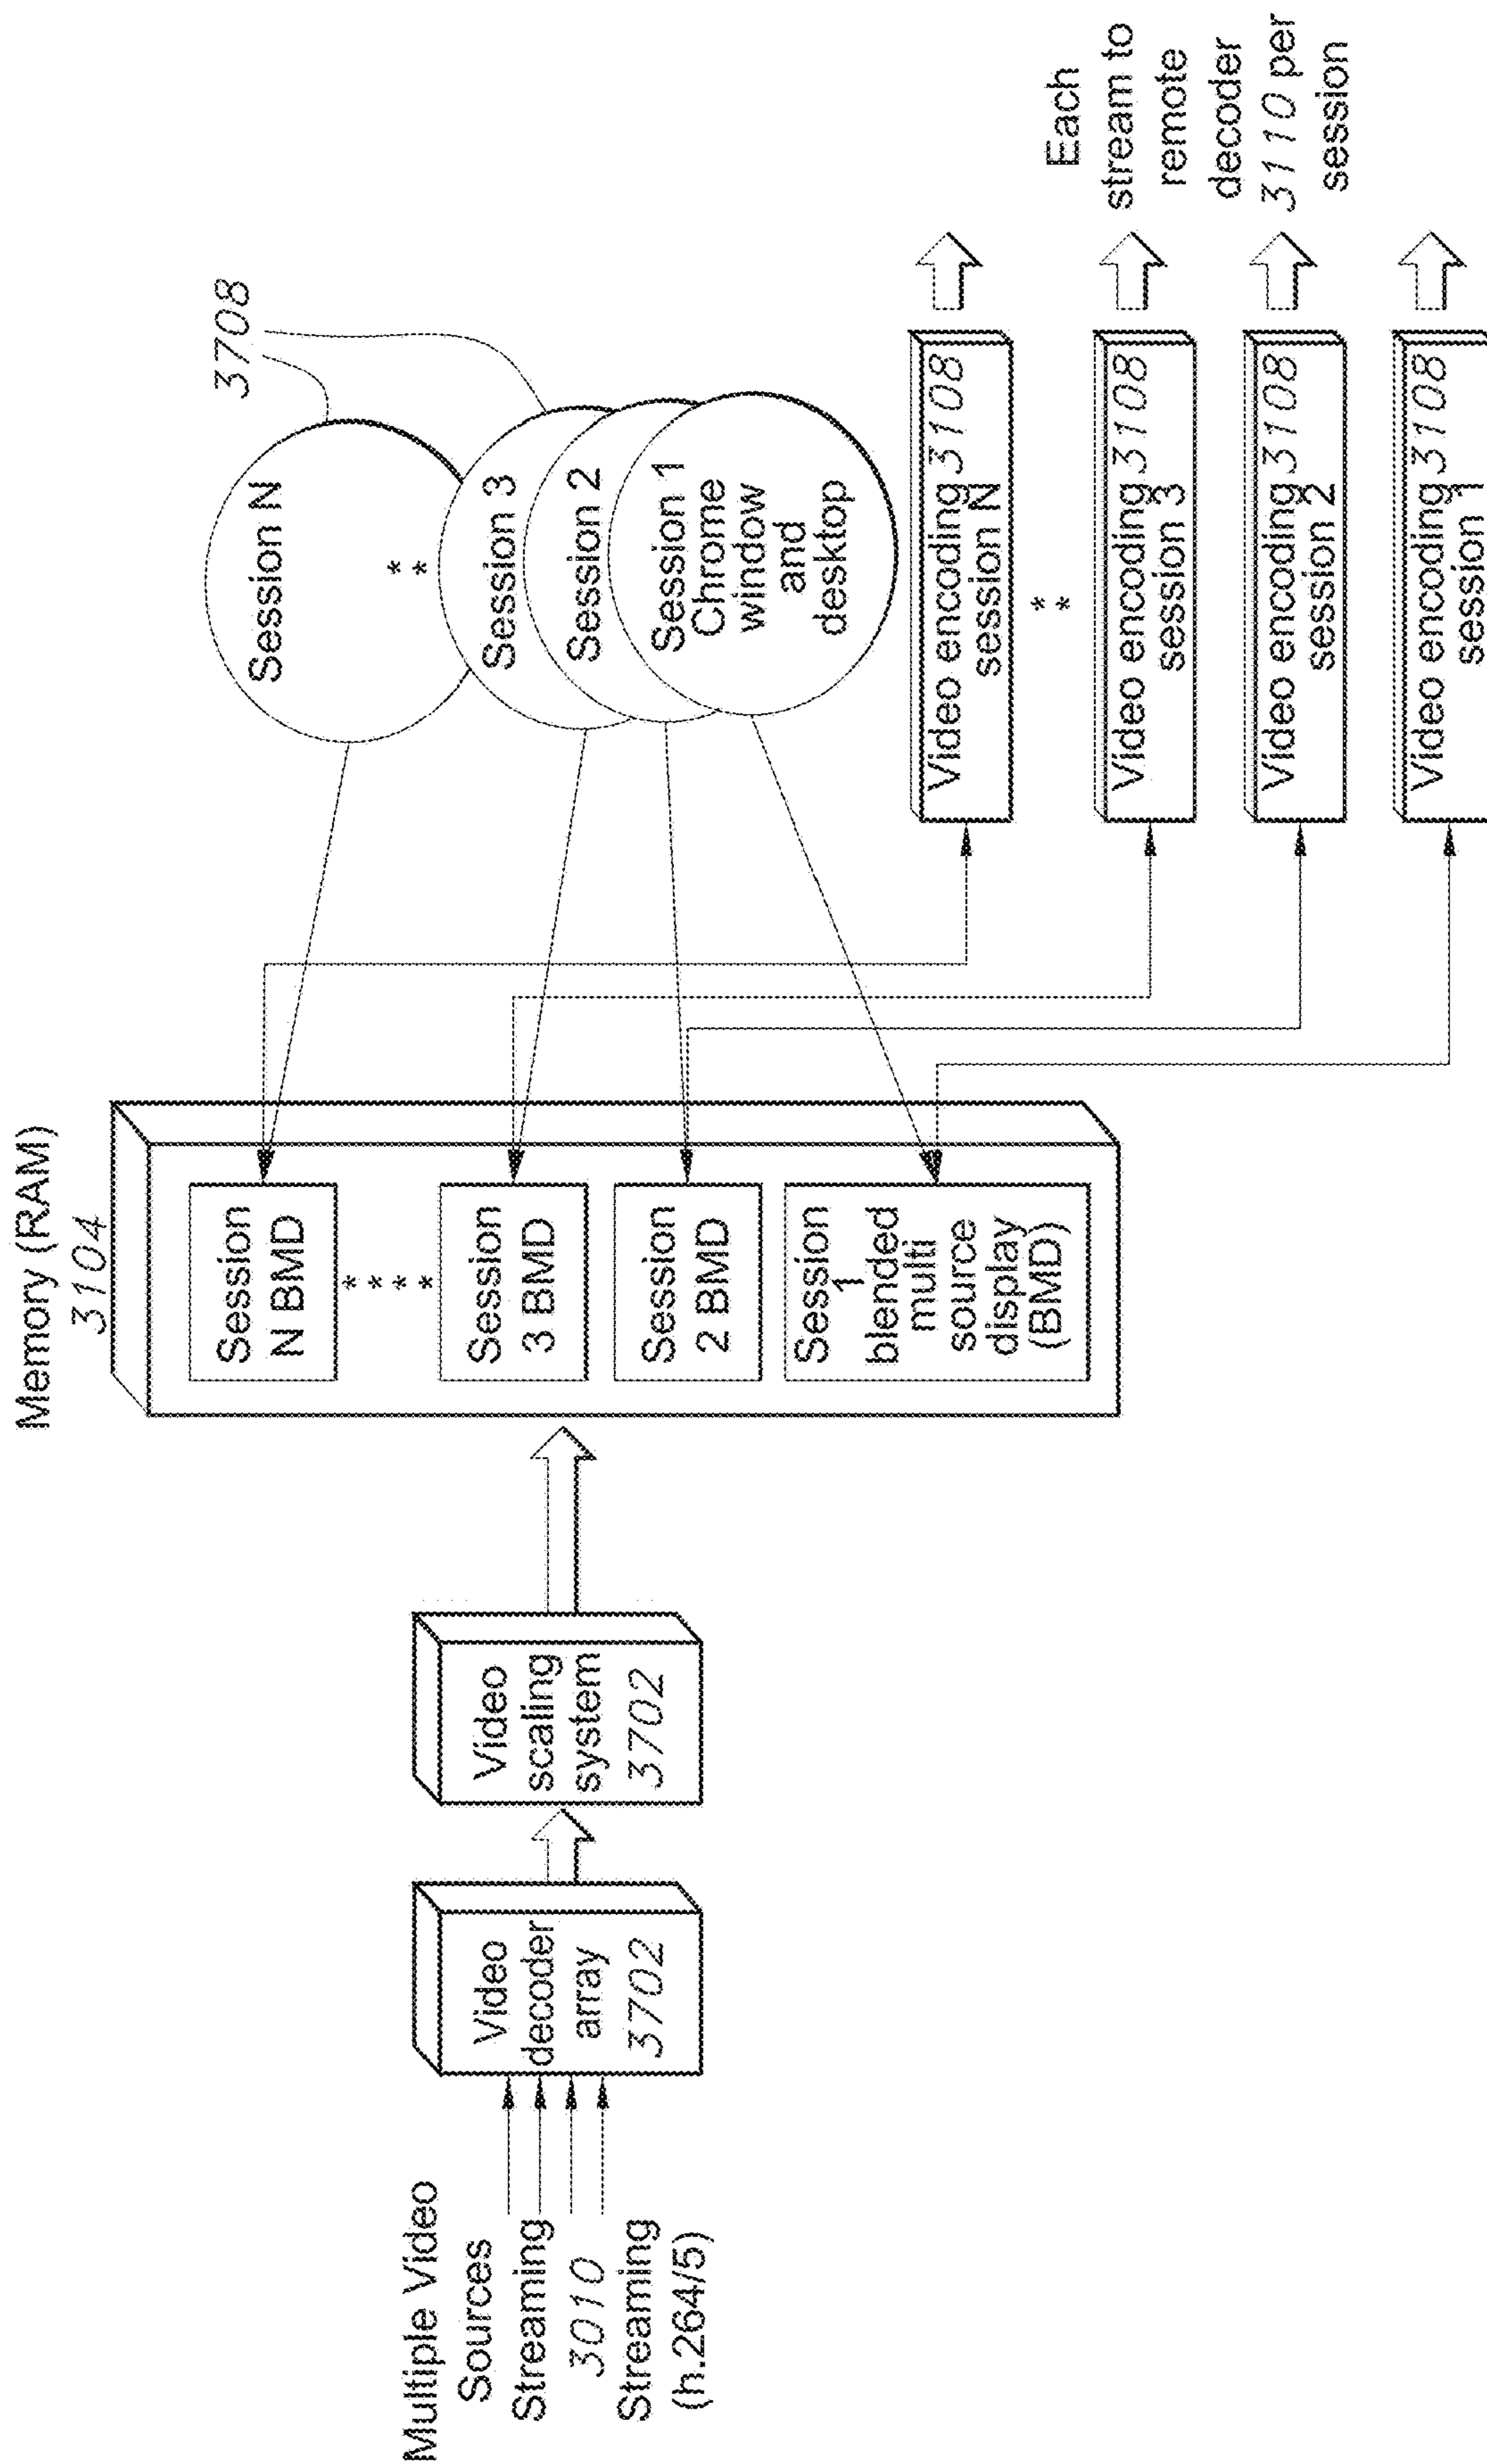 Multiple Video
Sources
Streaming
3010
Streaming
(h.264/5)
Video
decoder
array
3702
Video
scaling
system
3702
Memory (RAM)
3104
Session
N BMD
****
Session
3 BMD
Session
2 BMD
Session
1
blended
multi
source
display
(BMD)
3708
Session N
**
Session 3
Session 2
Session 1
Chrome
window
and
desktop
Video encoding 3108
session N
**
Video encoding 3108
session 3
Video encoding 3108
session 2
Video encoding 3108
session 1
Each
stream to
remote
decoder
3110 per
session